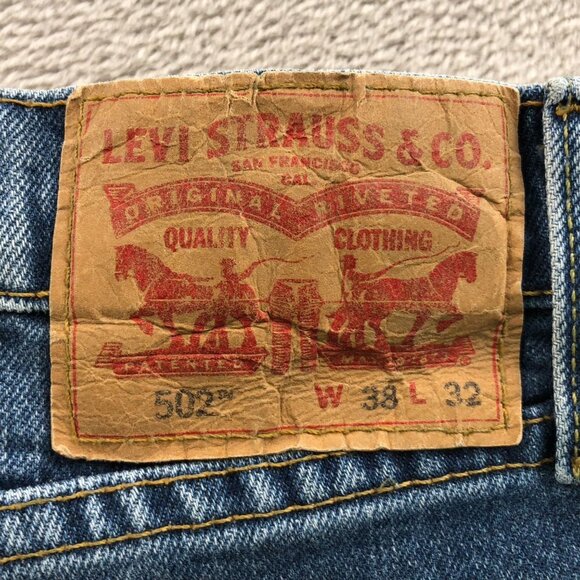 LEVI STRAUSS & CO.
SAN FRANCISCO
CAL
ORIGINAL RIVETED
QUALITY CLOTHING
PATENTED
502™ W 38 L 32